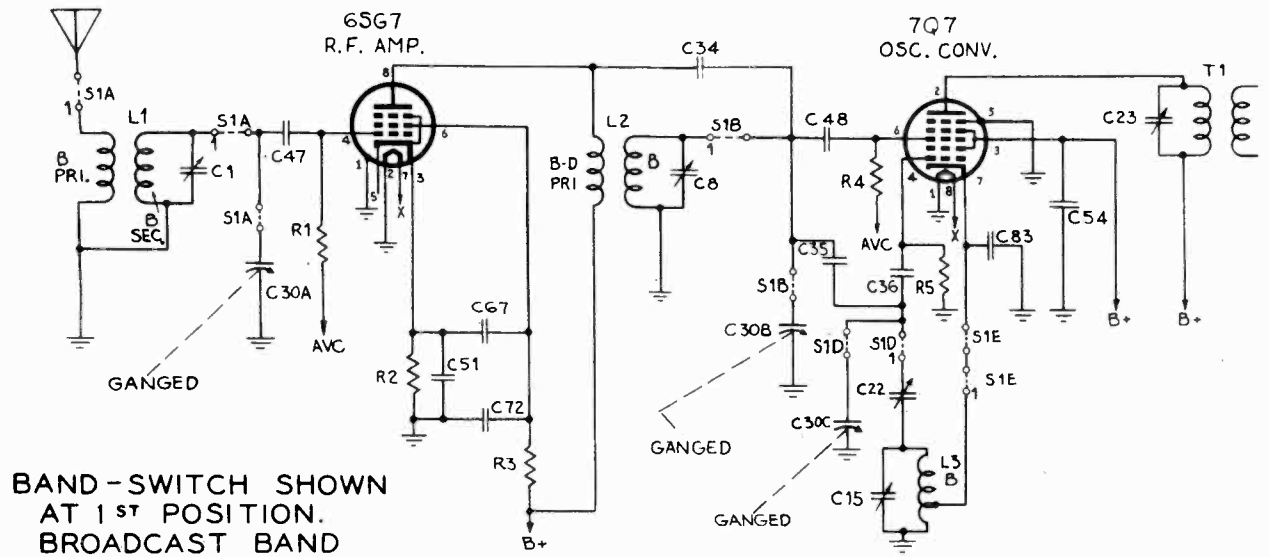 6SG7
R.F. AMP.
7Q7
OSC. CONV.
C34
T1
S1A
1
L1
S1A
1
C47
B
PRI.
C1
B
SEC.
S1A
C30A
R1
AVC
GANGED
8
4
6
1
5
2
7
3
X
R2
C51
C67
C72
R3
B+
L2
B-D
PRI
B
C8
S1B
1
C48
R4
AVC
C35
S1B
C30B
GANGED
2
5
6
3
4
1
8
7
X
C36
R5
C83
C54
C23
B+
B+
S1D
S1D
1
S1E
S1E
1
C22
C30C
GANGED
C15
L3
B
BAND-SWITCH SHOWN
AT 1ST POSITION.
BROADCAST BAND